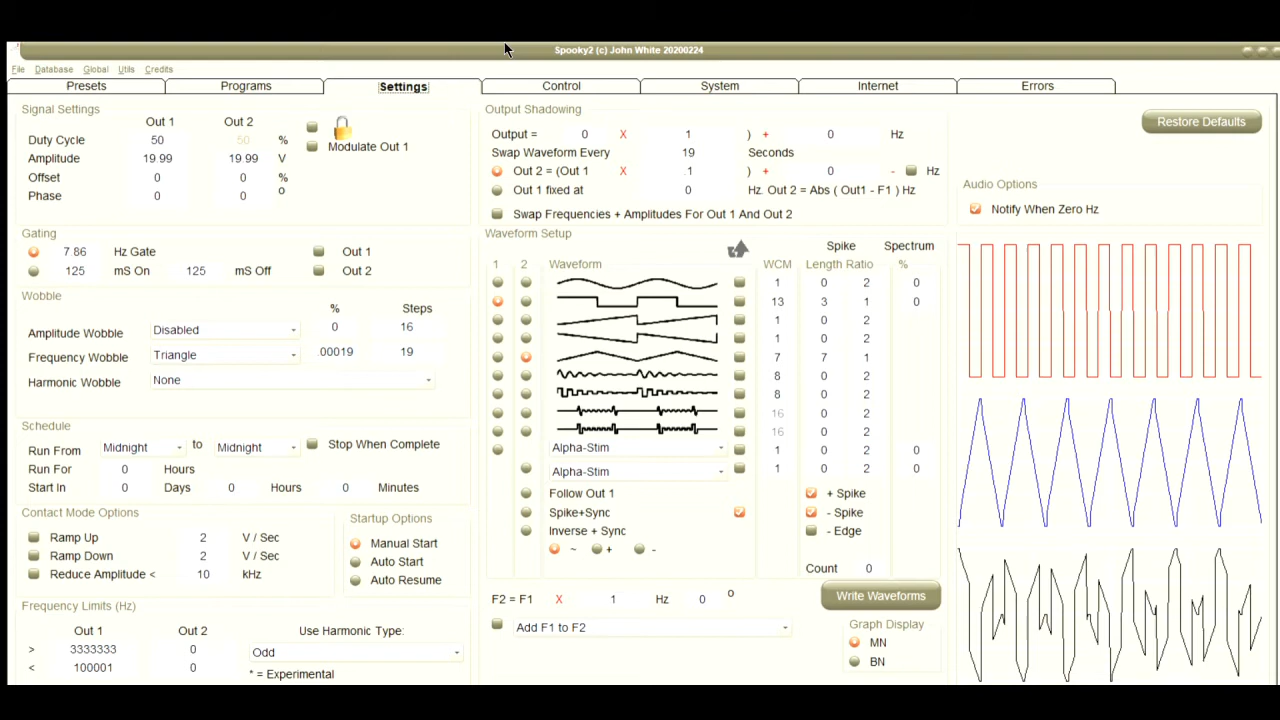 Spooky2 (c) John White 20200224
File Database Global Utils Credits
Presets Programs Settings Control System Internet Errors
Signal Settings
Out 1 Out 2
Duty Cycle 50 50 %
Amplitude 19.99 19.99 V
Offset 0 0 %
Phase 0 0 o
Modulate Out 1
Gating
7.86 Hz Gate Out 1
125 mS On 125 mS Off Out 2
Wobble
% Steps
Amplitude Wobble Disabled 0 16
Frequency Wobble Triangle .00019 19
Harmonic Wobble None
Schedule
Run From Midnight to Midnight Stop When Complete
Run For 0 Hours
Start In 0 Days 0 Hours 0 Minutes
Contact Mode Options
Ramp Up 2 V / Sec
Ramp Down 2 V / Sec
Reduce Amplitude < 10 kHz
Startup Options
Manual Start
Auto Start
Auto Resume
Frequency Limits (Hz)
Out 1 Out 2 Use Harmonic Type:
> 3333333 0 Odd
< 100001 0 * = Experimental
Output Shadowing
Output = 0 X 1 ) + 0 Hz
Swap Waveform Every 19 Seconds
Out 2 = (Out 1 X .1 ) + 0 - Hz
Out 1 fixed at 0 Hz. Out 2 = Abs ( Out1 - F1 ) Hz
Swap Frequencies + Amplitudes For Out 1 And Out 2
Waveform Setup Spike Spectrum
1 2 Waveform WCM Length Ratio %
1 0 2 0
13 3 1 0
1 0 2
1 0 2
7 7 1
8 0 2
8 0 2
16 0 2
16 0 2
Alpha-Stim 1 0 2 0
Alpha-Stim 1 0 2 0
Follow Out 1 + Spike
Spike+Sync - Spike
Inverse + Sync - Edge
~ + -
Count 0
F2 = F1 X 1 Hz 0 o
Write Waveforms
Add F1 to F2
Graph Display
MN
BN
Restore Defaults
Audio Options
Notify When Zero Hz